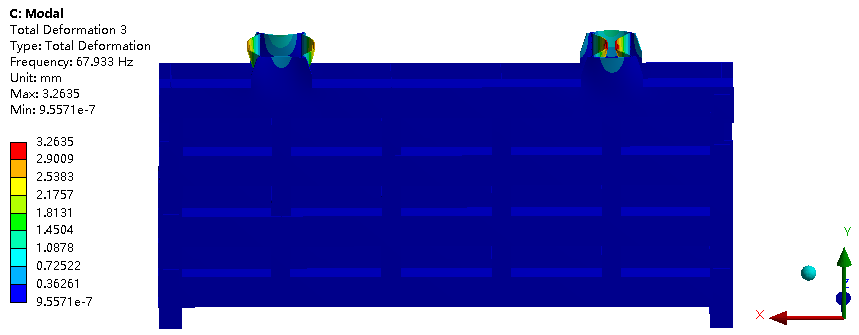 C: Modal
Total Deformation 3
Type: Total Deformation
Frequency: 67.933 Hz
Unit: mm
Max: 3.2635
Min: 9.5571e-7
3.2635
2.9009
2.5383
2.1757
1.8131
1.4504
1.0878
0.72522
0.36261
9.5571e-7
Y
Z
X